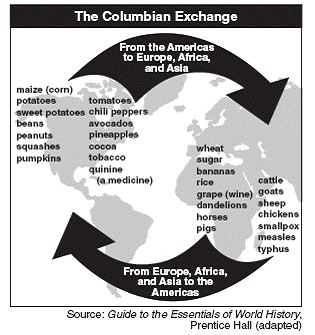 The Columbian Exchange
From the Americas
to Europe, Africa,
and Asia
maize (corn)
potatoes
sweet potatoes
beans
peanuts
squashes
pumpkins
tomatoes
chili peppers
avocados
pineapples
cocoa
tobacco
quinine
(a medicine)
wheat
sugar
bananas
rice
grape (wine)
dandelions
horses
pigs
cattle
goats
sheep
chickens
smallpox
measles
typhus
From Europe, Africa,
and Asia to the
Americas
Source: Guide to the Essentials of World History,
Prentice Hall (adapted)